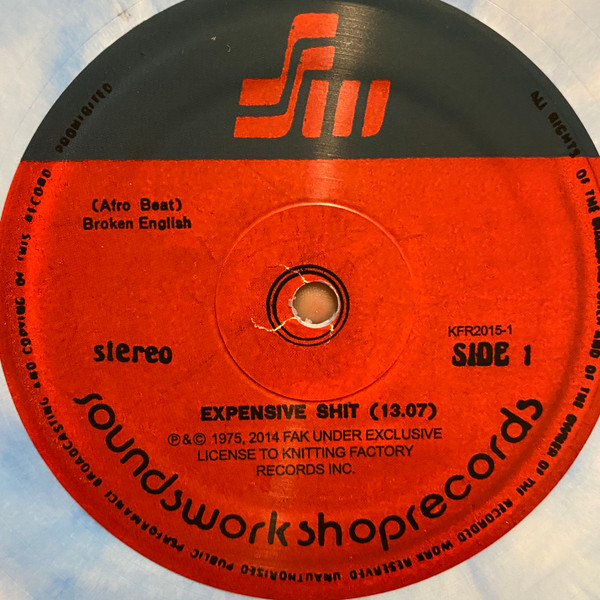 (Afro Beat)
Broken English
stereo
KFR2015-1
SIDE 1
EXPENSIVE SHIT (13.07)
℗ & © 1975, 2014 FAK UNDER EXCLUSIVE
LICENSE TO KNITTING FACTORY
RECORDS INC.
soundsworkshoprecords
ALL RIGHTS OF THE AND OF THE OWNER OF THE RECORDED WORK RESERVED UNAUTHORISED PUBLIC PERFORMANCE BROADCASTING AND COPYING OF THIS RECORD PROHIBITED